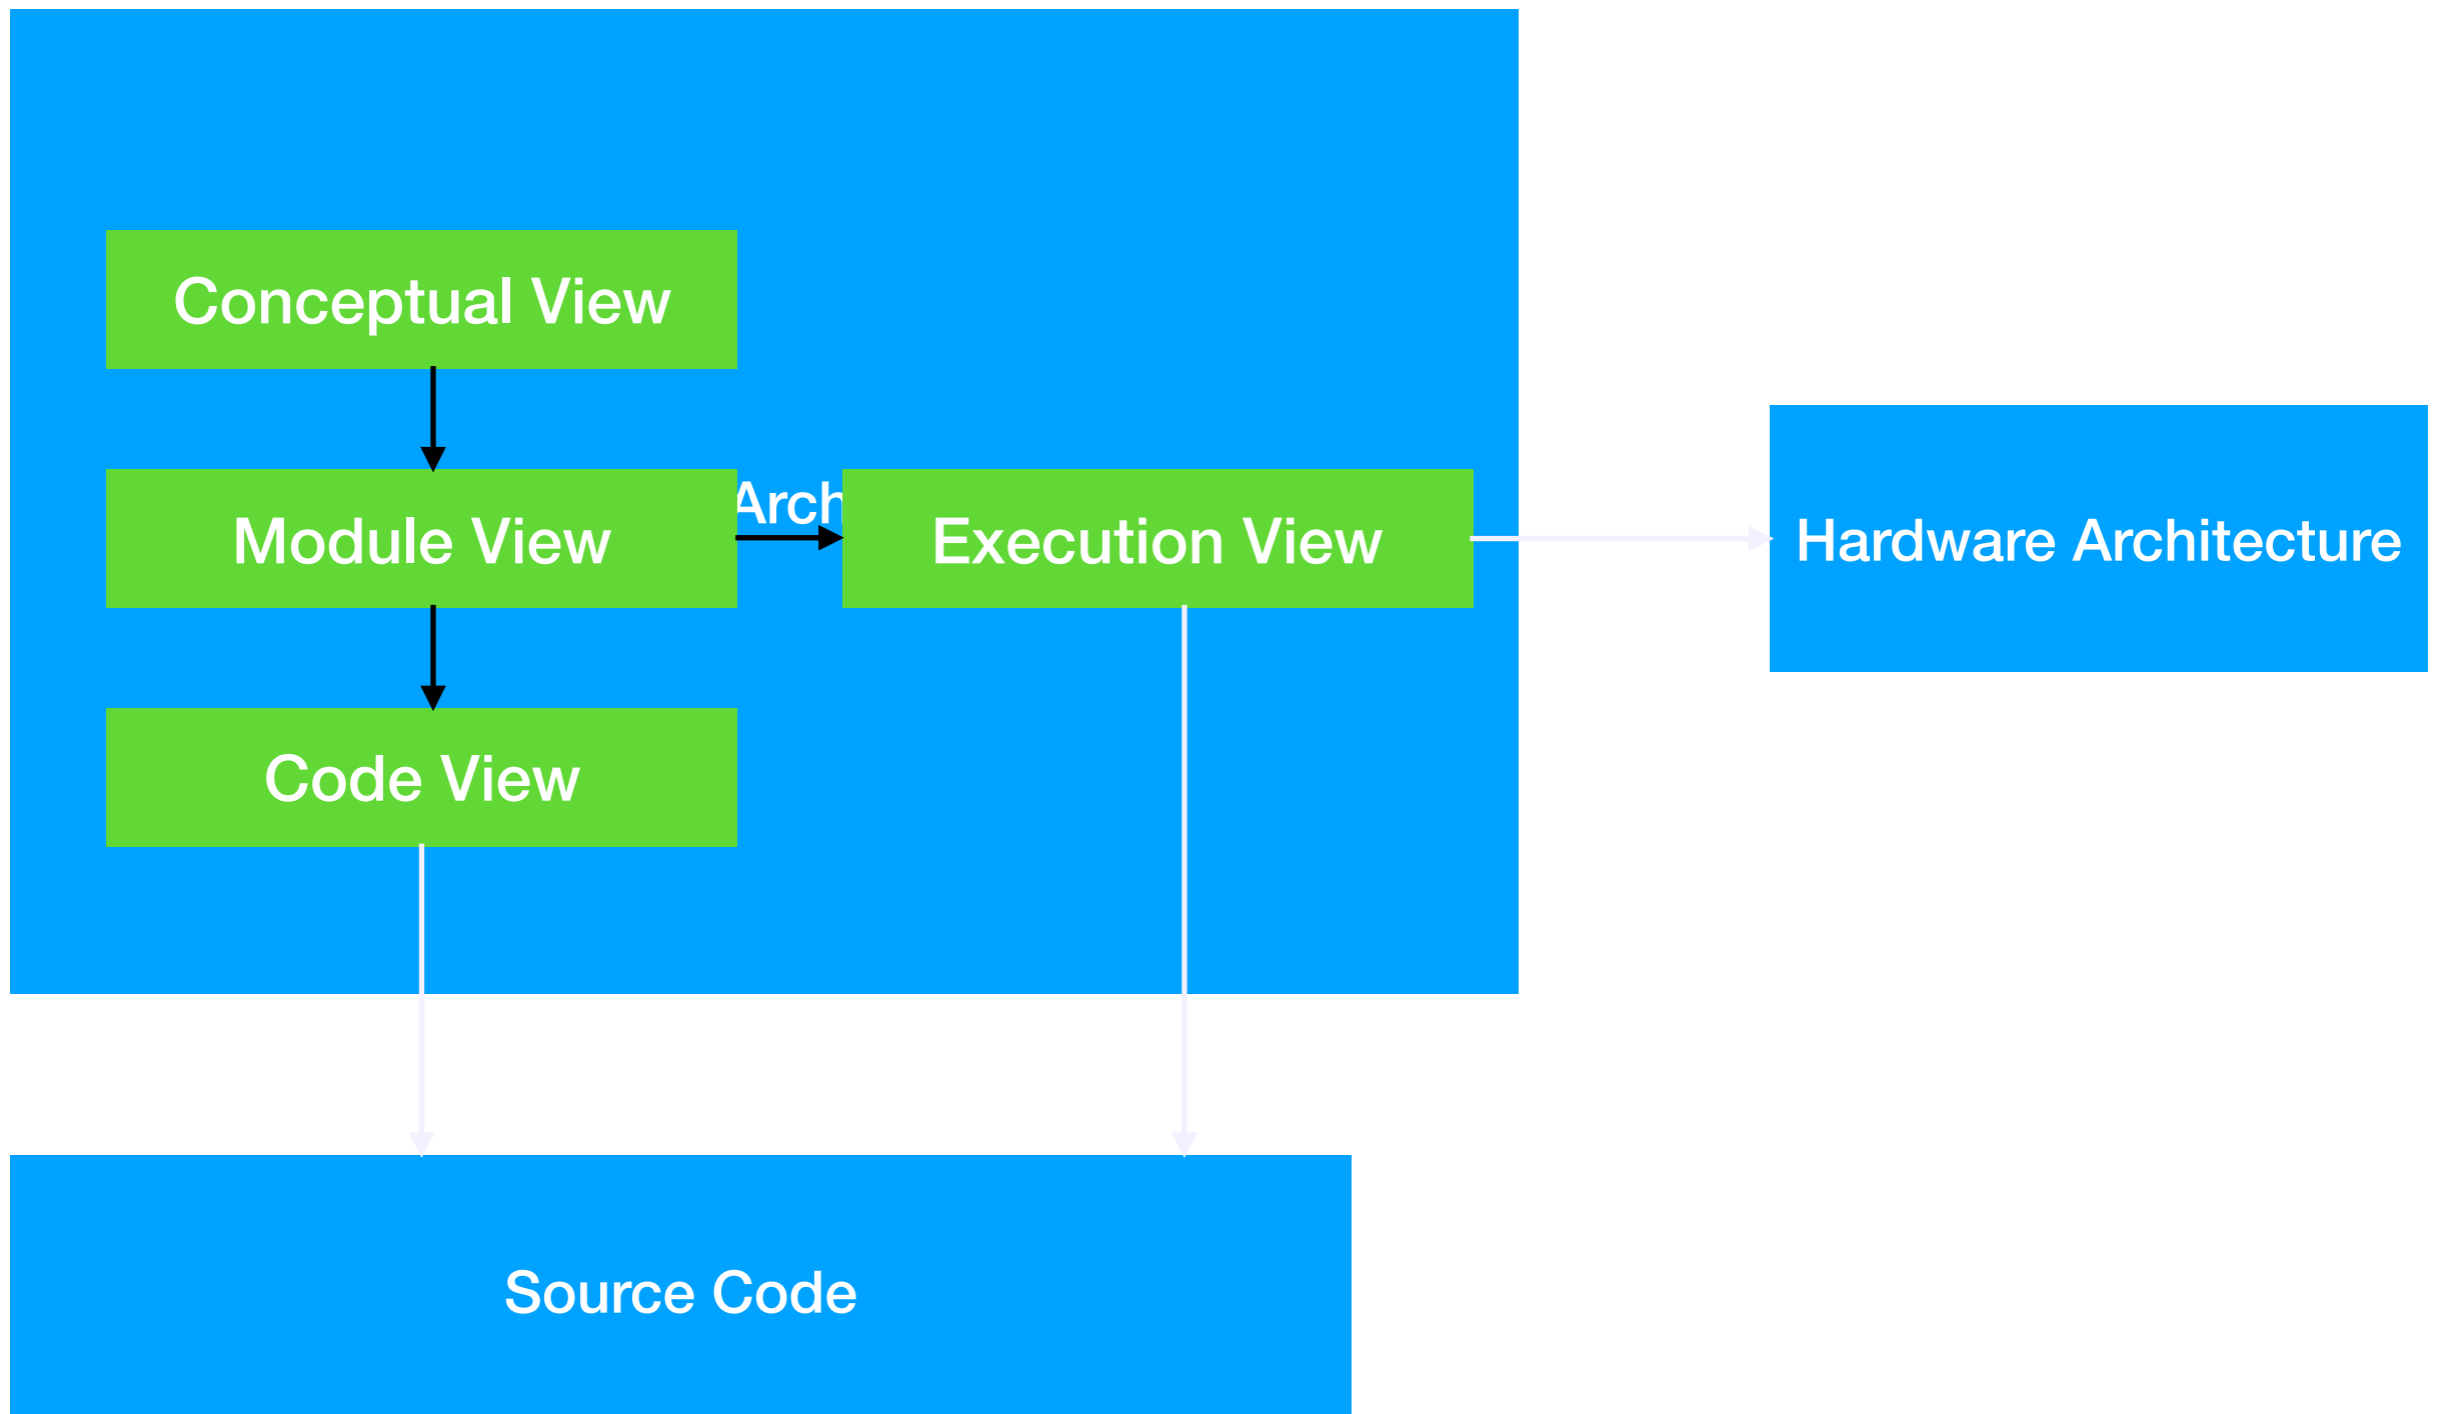 Conceptual View
Arch
Module View
Execution View
Hardware Architecture
Code View
Source Code